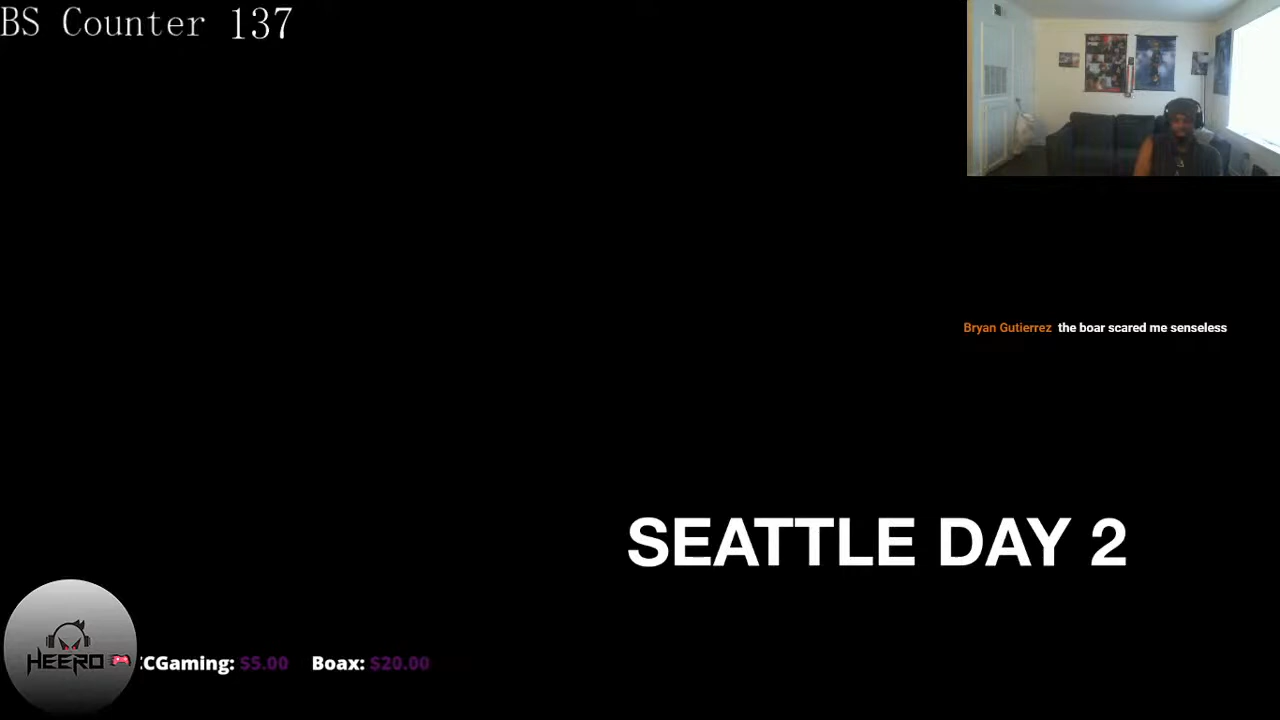 BS Counter 137
Bryan Gutierrez the boar scared me senseless
SEATTLE DAY 2
HEERO
CGaming: $5.00 Boax: $20.00